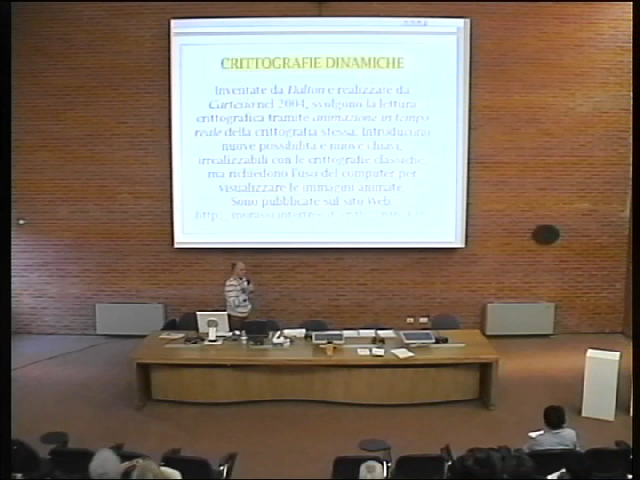 CRITTOGRAFIE DINAMICHE
Inventate da Dalton e realizzate da
nel 2004, svolgono la lettura
crittografica tramite animazione in tempo
reale della crittografia stessa. Introducono
nuove possibilità e nuove chiavi,
irrealizzabili con le crittografie classiche,
ma richiedono l'uso del computer per
visualizzare le immagini animate.
Sono pubblicate sul sito Web